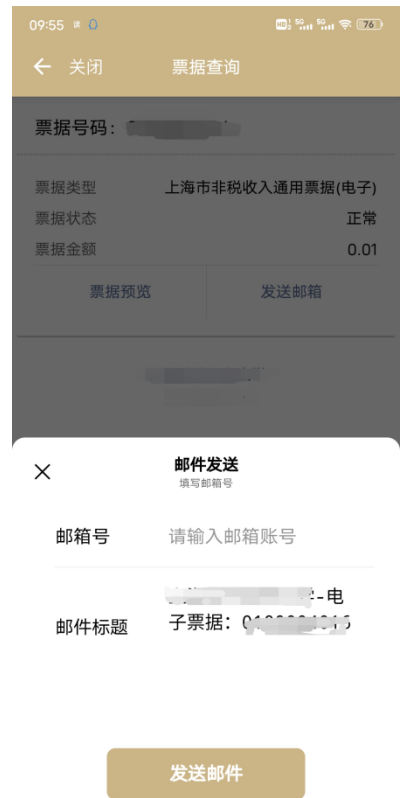 09:55
76
关闭 票据查询
票据号码：
票据类型 上海市非税收入通用票据(电子)
票据状态 正常
票据金额 0.01
票据预览 发送邮箱
邮件发送
填写邮箱号
邮箱号 请输入邮箱账号
-电
邮件标题 子票据：
发送邮件